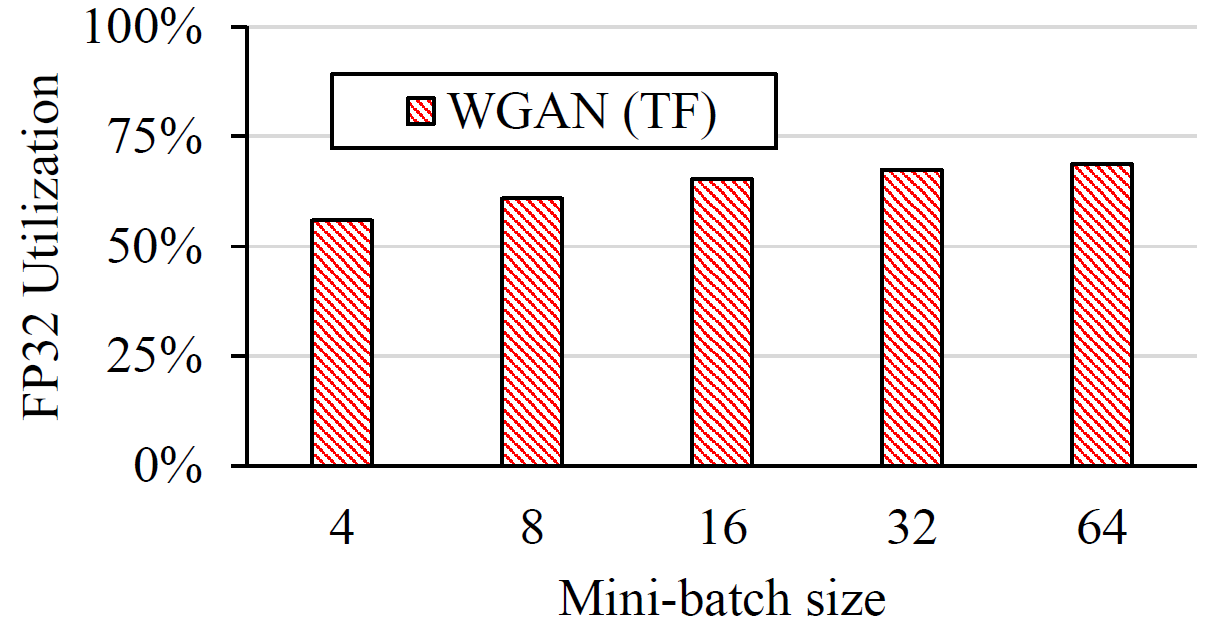 FP32 Utilization
100%
75%
50%
25%
0%
WGAN (TF)
4 8 16 32 64
Mini-batch size